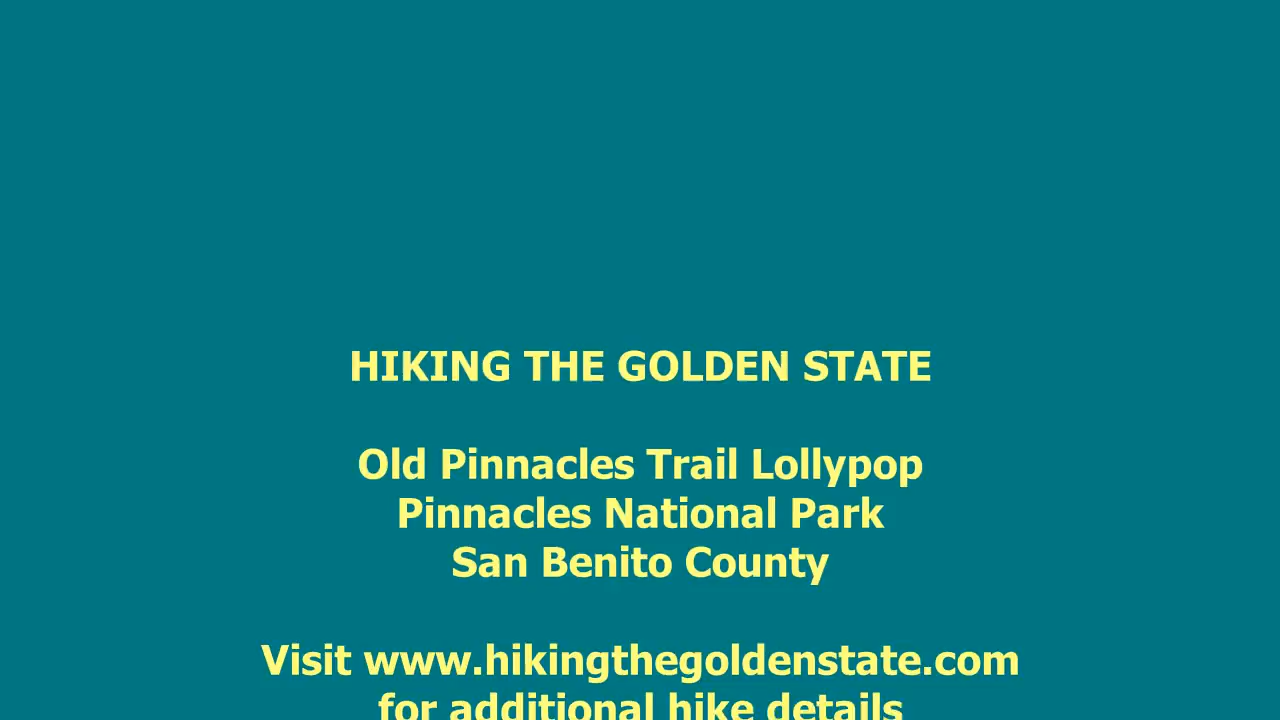 HIKING THE GOLDEN STATE
Old Pinnacles Trail Lollypop
Pinnacles National Park
San Benito County
Visit www.hikingthegoldenstate.com
for additional hike details